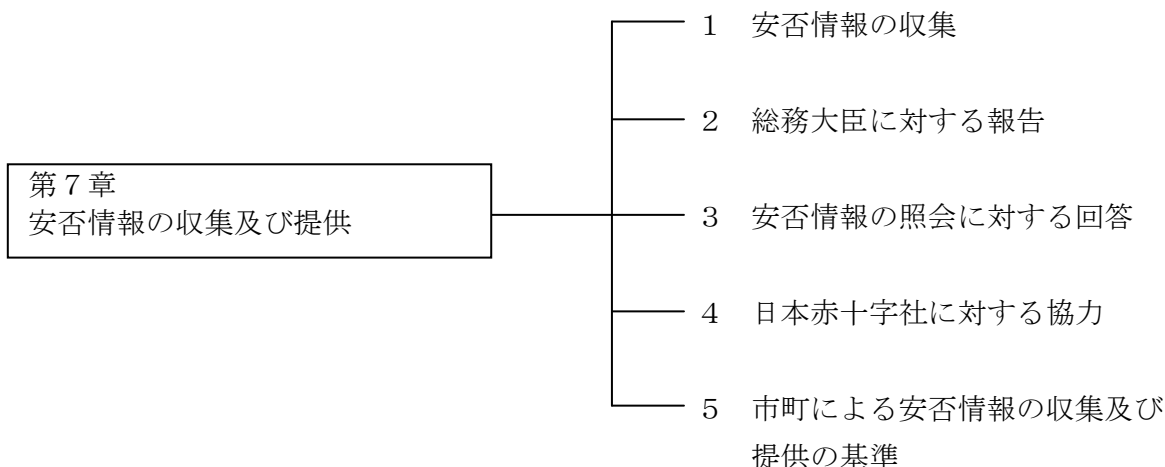 第７章
安否情報の収集及び提供
１　安否情報の収集
２　総務大臣に対する報告
３　安否情報の照会に対する回答
４　日本赤十字社に対する協力
５　市町による安否情報の収集及び
提供の基準